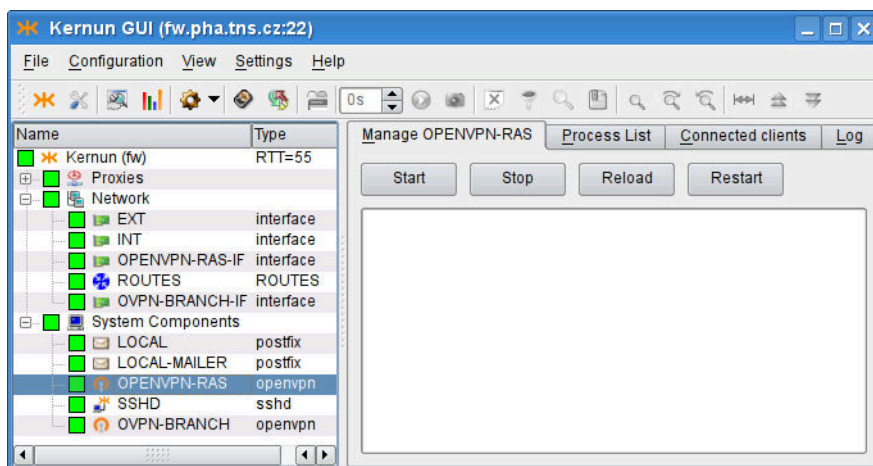 Kernun GUI (fw.pha.tns.cz:22)
File Configuration View Settings Help
0s
Name Type
Kernun (fw) RTT=55
Proxies
Network
EXT interface
INT interface
OPENVPN-RAS-IF interface
ROUTES ROUTES
OVPN-BRANCH-IF interface
System Components
LOCAL postfix
LOCAL-MAILER postfix
OPENVPN-RAS openvpn
SSHD sshd
OVPN-BRANCH openvpn
Manage OPENVPN-RAS Process List Connected clients Log
Start Stop Reload Restart